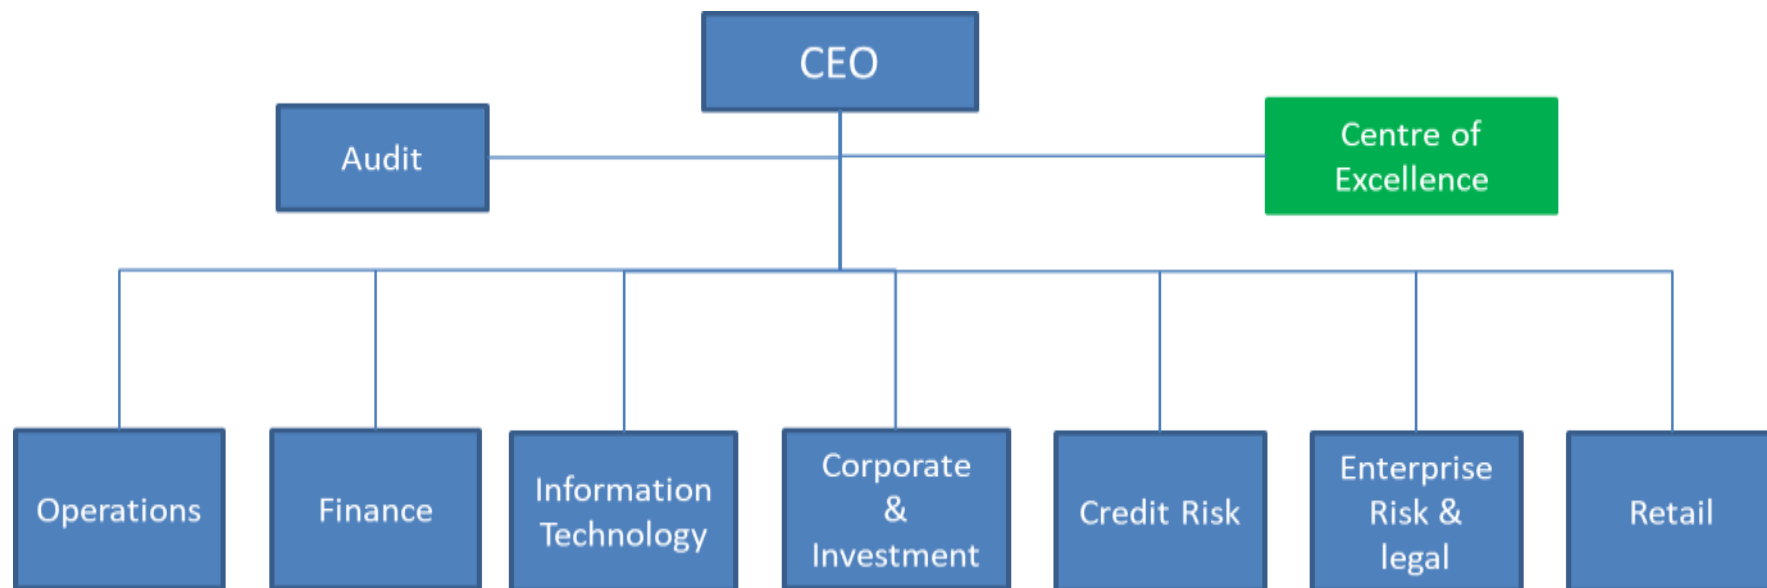 CEO
Audit
Centre of
Excellence
Operations
Finance
Information
Technology
Corporate
&
Investment
Credit Risk
Enterprise
Risk &
legal
Retail